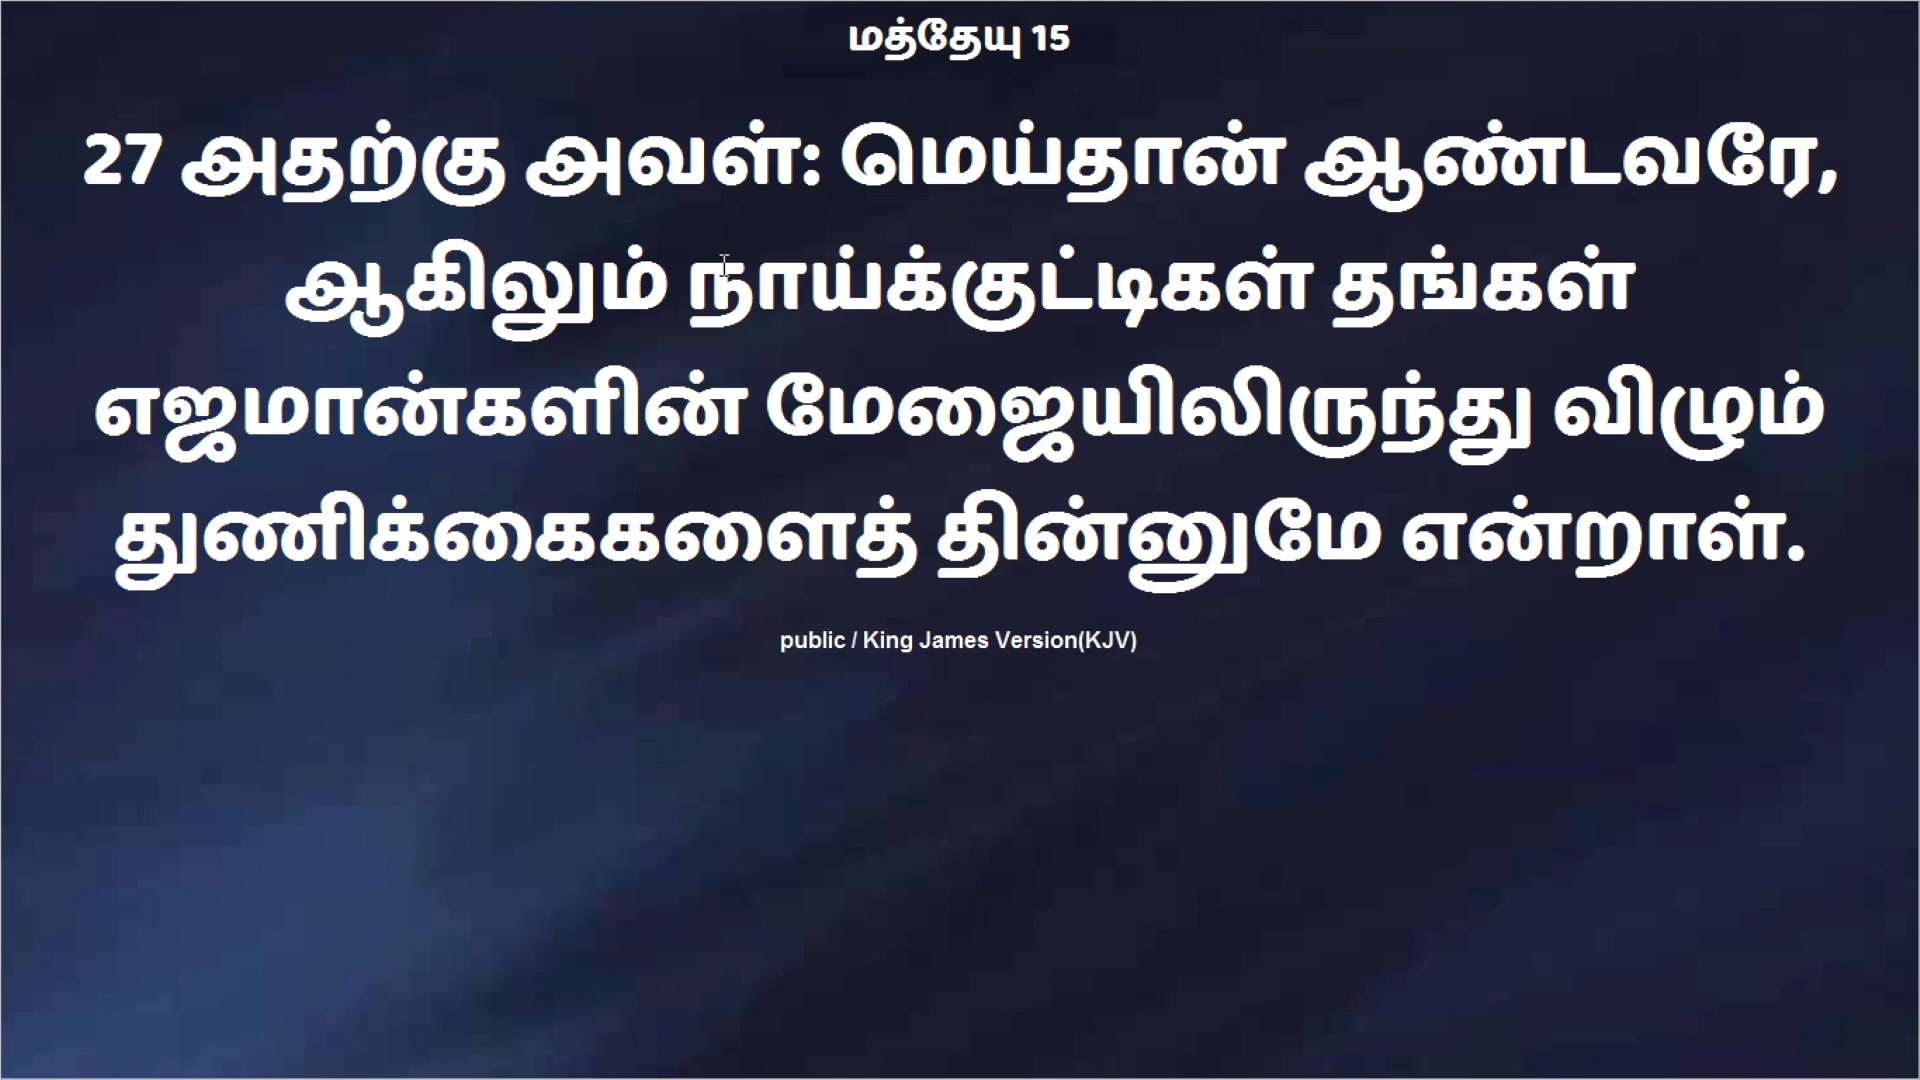 மத்தேயு 15
27 அதற்கு அவள்: மெய்தான் ஆண்டவரே,
ஆகிலும் நாய்க்குட்டிகள் தங்கள்
எஜமான்களின் மேஜையிலிருந்து விழும்
துணிக்கைகளைத் தின்னுமே என்றாள்.
public / King James Version(KJV)